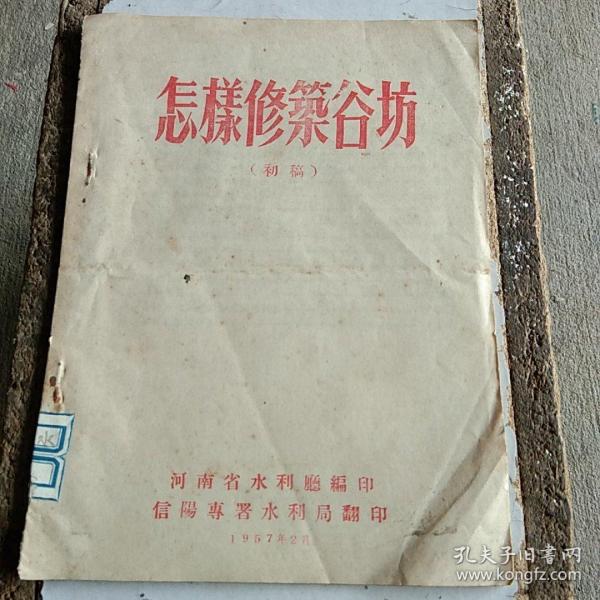 怎樣修築谷坊
(初稿)
水
河南省水利廳編印
信陽專署水利局翻印
1957年2月
孔夫子旧書网
www.kongfz.com